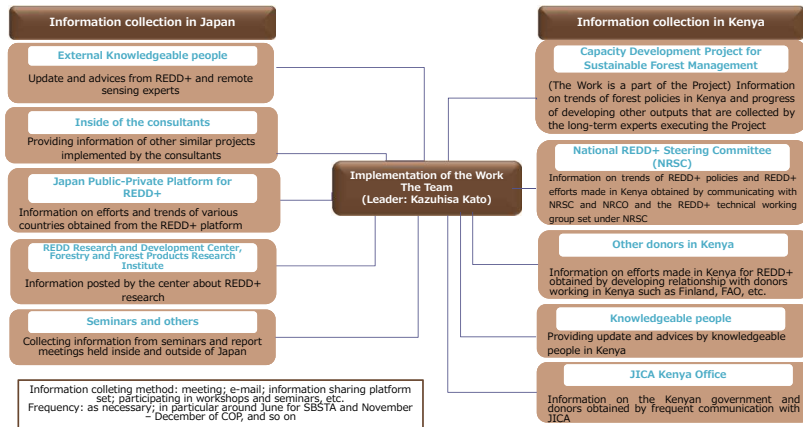 Information collection in Japan
External Knowledgeable people
Update and advices from REDD+ and remote
sensing experts
Inside of the consultants
Providing information of other similar projects
implemented by the consultants
Japan Public-Private Platform for
REDD+
Information on efforts and trends of various
countries obtained from the REDD+ platform
REDD Research and Development Center,
Forestry and Forest Products Research
Institute
Information posted by the center about REDD+
research
Seminars and others
Collecting information from seminars and report
meetings held inside and outside of Japan
Implementation of the Work
The Team
(Leader: Kazuhisa Kato)
Information collection in Kenya
Capacity Development Project for
Sustainable Forest Management
(The Work is a part of the Project) Information
on trends of forest policies in Kenya and progress
of developing other outputs that are collected by
the long-term experts executing the Project
National REDD+ Steering Committee
(NRSC)
Information on trends of REDD+ policies and REDD+
efforts made in Kenya obtained by communicating with
NRSC and NRCO and the REDD+ technical working
group set under NRSC
Other donors in Kenya
Information on efforts made in Kenya for REDD+
obtained by developing relationship with donors
working in Kenya such as Finland, FAO, etc.
Knowledgeable people
Providing update and advices by knowledgeable
people in Kenya
JICA Kenya Office
Information on the Kenyan government and
donors obtained by frequent communication with
JICA
Information colleting method: meeting; e-mail; information sharing platform
set; participating in workshops and seminars, etc.
Frequency: as necessary; in particular around June for SBSTA and November
– December of COP, and so on